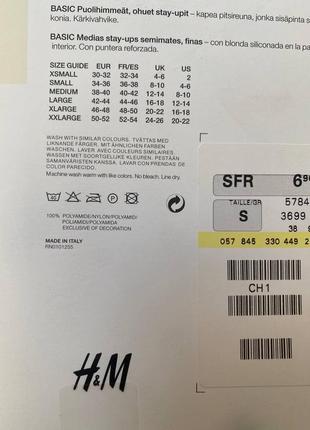 BASIC Puolihimmeät, ohuet stay-upit – kapea pitsireuna, jonka sisäpinta s
konia. Kärkivahvike.
BASIC Medias stay-ups semimates, finas – con blonda siliconada en la pa
interior. Con puntera reforzada.
SIZE GUIDE EUR FR/ES UK US
XSMALL 30-32 32-34 4-6 2
SMALL 34-36 36-38 8-10 4-6
MEDIUM 38-40 40-42 12-14 8-10
LARGE 42-44 44-46 16-18 12-14
XLARGE 46-48 48-50 20-22 16-18
XXLARGE 50-52 52-54 24-26 20-22
WASH WITH SIMILAR COLOURS. TVÄTTAS MED
LIKNANDE FÄRGER. MIT ÄHNLICHEN FARBEN
WASCHEN. LAVER AVEC COULEURS SIMILAIRES
WASSEN MET SOORTGELIJKE KLEUREN. PESTÄÄN
SAMANVÄRISTEN KANSSA. LAVAR CON PRENDAS DEL
MISMO COLOR.
Machine wash warm with like colors. No bleach. Line dry.
40
100% POLYAMIDE/NYLON/POLYAMID/
POLIAMIDI/POLYAMIDA
EXCLUSIVE OF DECORATION
MADE IN ITALY
RN0101255
H&M
SFR 6.90
TAILLE/GR 5784
S 3699
38
057 845 330 449 2
CH1